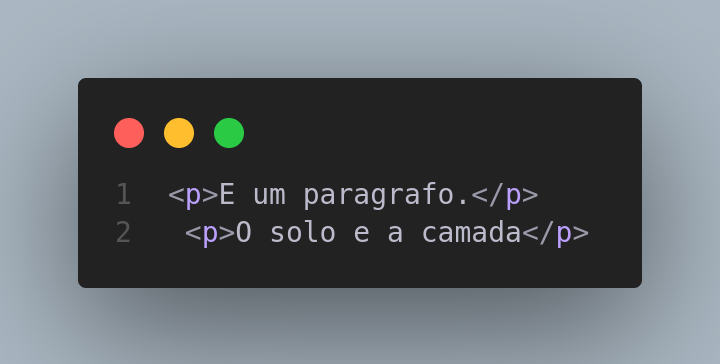 1 <p>E um paragrafo.</p>
2  <p>O solo e a camada</p>